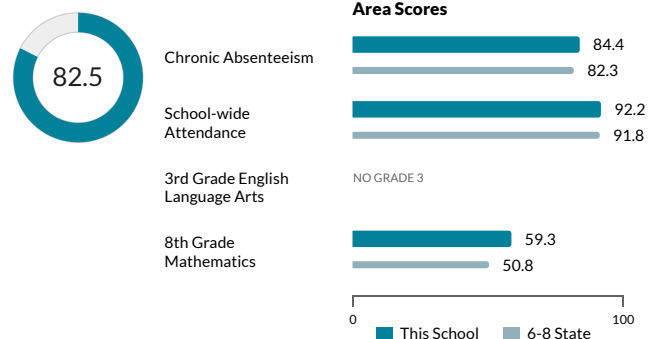 Area Scores
82.5
Chronic Absenteeism
84.4
82.3
School-wide
Attendance
92.2
91.8
3rd Grade English
Language Arts
NO GRADE 3
8th Grade
Mathematics
59.3
50.8
0
100
This School
6-8 State